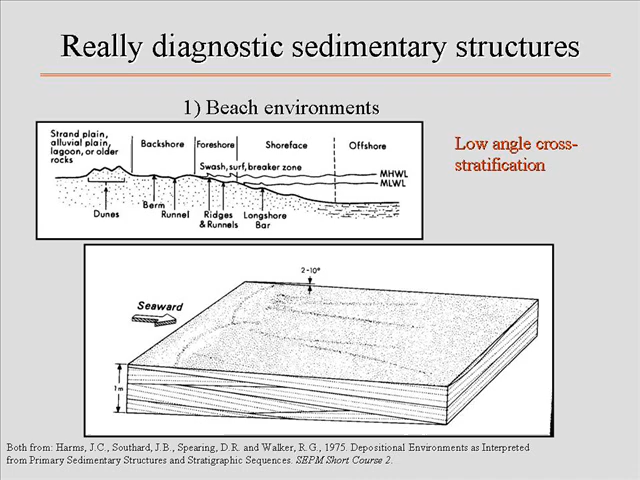 Really diagnostic sedimentary structures
1) Beach environments
Strand plain,
alluvial plain,
lagoon, or older
rocks
Backshore
Foreshore
Shoreface
Offshore
Swash, surf, breaker zone
MHWL
MLWL
Dunes
Berm
Runnel
Ridges
& Runnels
Longshore
Bar
Low angle cross-
stratification
2-10°
Seaward
1m
Both from: Harms, J.C., Southard, J.B., Spearing, D.R. and Walker, R.G., 1975. Depositional Environments as Interpreted
from Primary Sedimentary Structures and Stratigraphic Sequences. SEPM Short Course 2.